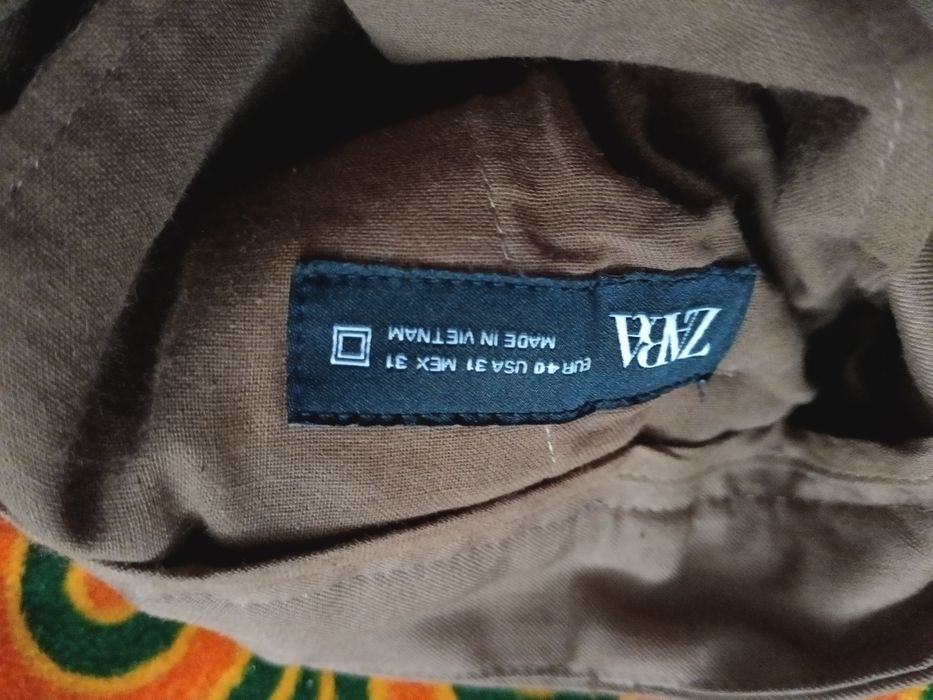 ZARA
EUR 40 USA 31 MEX 31
MADE IN VIETNAM